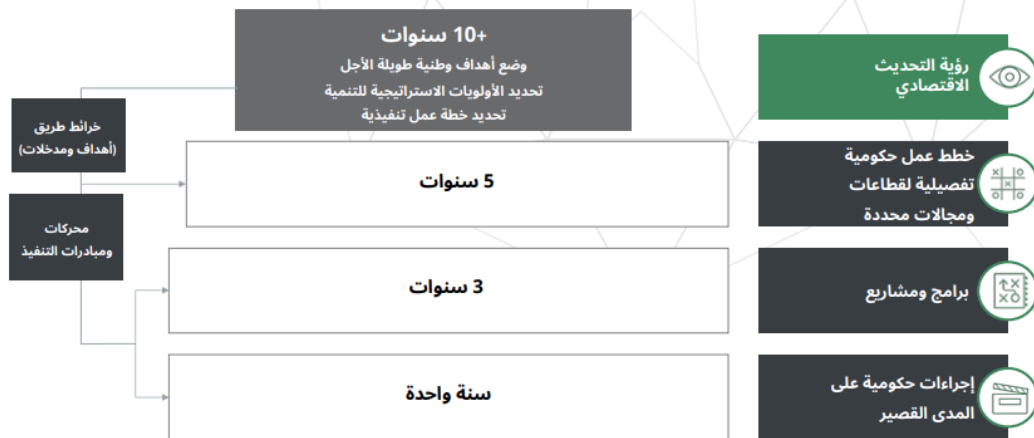 رؤية التحديث
الاقتصادي
+10 سنوات
وضع أهداف وطنية طويلة الأجل
تحديد الأولويات الاستراتيجية للتنمية
تحديد خطة عمل تنفيذية
خرائط طريق
(أهداف ومدخلات)
خطط عمل حكومية
تفصيلية لقطاعات
ومجالات محددة
5 سنوات
محركات
ومبادرات التنفيذ
برامج ومشاريع
3 سنوات
إجراءات حكومية على
المدى القصير
سنة واحدة